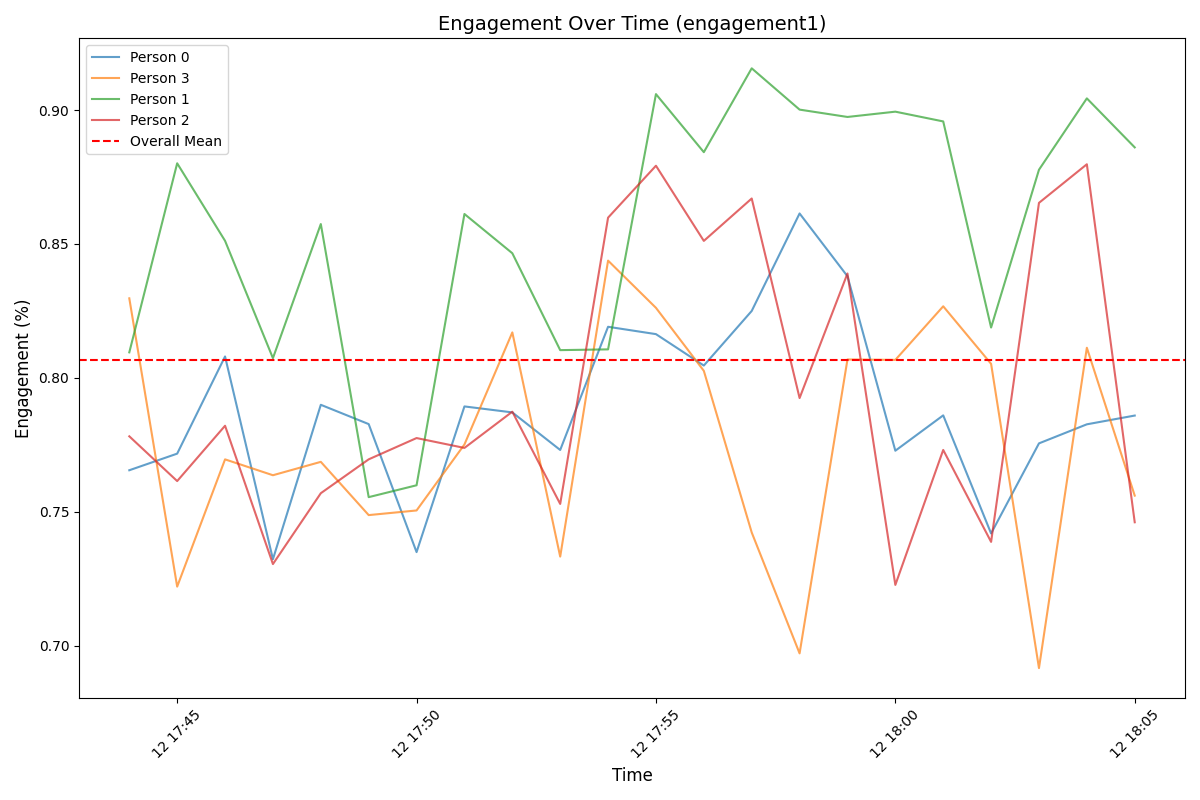 Engagement Over Time (engagement1)
Person 0
Person 3
Person 1
Person 2
Overall Mean
Engagement (%)
0.90
0.85
0.80
0.75
0.70
12 17:45
12 17:50
12 17:55
12 18:00
12 18:05
Time